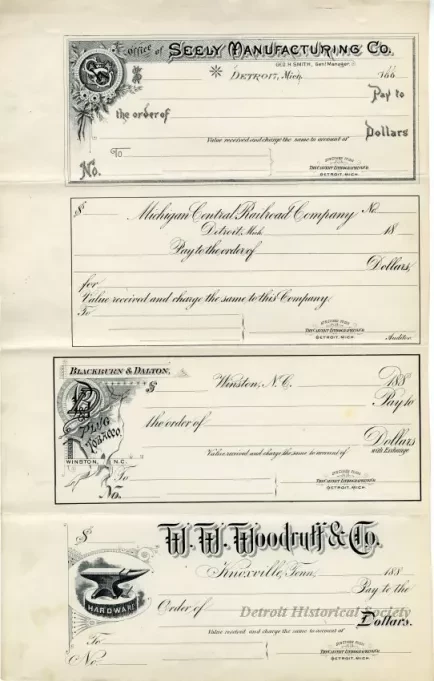 Office of Seely Manufacturing Co.
Geo. H. Smith, Gen'l Manager.
$ Detroit, Mich. 188
Pay to
the order of
Dollars
Value received and charge the same to account of
To
No.
The Calvert Lithographing Co.
Detroit, Mich.
$ Michigan Central Railroad Company No.
Detroit, Mich. 18
Pay to the order of
Dollars,
for
Value received and charge the same to this Company.
To
The Calvert Lithographing Co.
Detroit, Mich.
Auditor.
Blackburn & Dalton,
Plug
Tobacco
Winston, N.C.
$ Winston, N.C. 188
Pay to
the order of
Dollars
with Exchange
Value received and charge the same to account of
To
No.
The Calvert Lithographing Co.
Detroit, Mich.
$ W. W. Woodruff & Co.
Knoxville, Tenn., 188
Hardware
Pay to the
Order of
Detroit Historical Society
Dollars.
Value received and charge the same to account of
To
No.
The Calvert Lithographing Co.
Detroit, Mich.